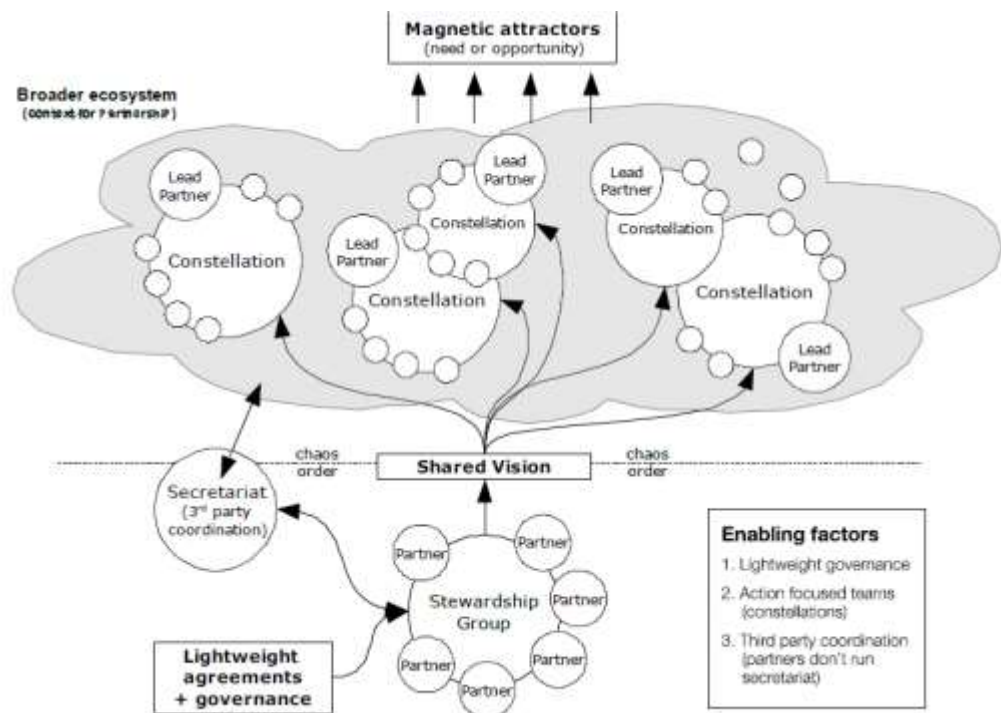 Magnetic attractors
(need or opportunity)
Broader ecosystem
(Context for Partnership)
Lead
Partner
Constellation
Lead
Partner
Constellation
Lead
Partner
Constellation
Lead
Partner
Constellation
Constellation
Lead
Partner
chaos
order
Shared Vision
chaos
order
Secretariat
(3rd party
coordination)
Partner
Partner
Partner
Partner
Partner
Partner
Stewardship
Group
Lightweight
agreements
+ governance
Enabling factors
1. Lightweight governance
2. Action focused teams
(constellations)
3. Third party coordination
(partners don't run
secretariat)